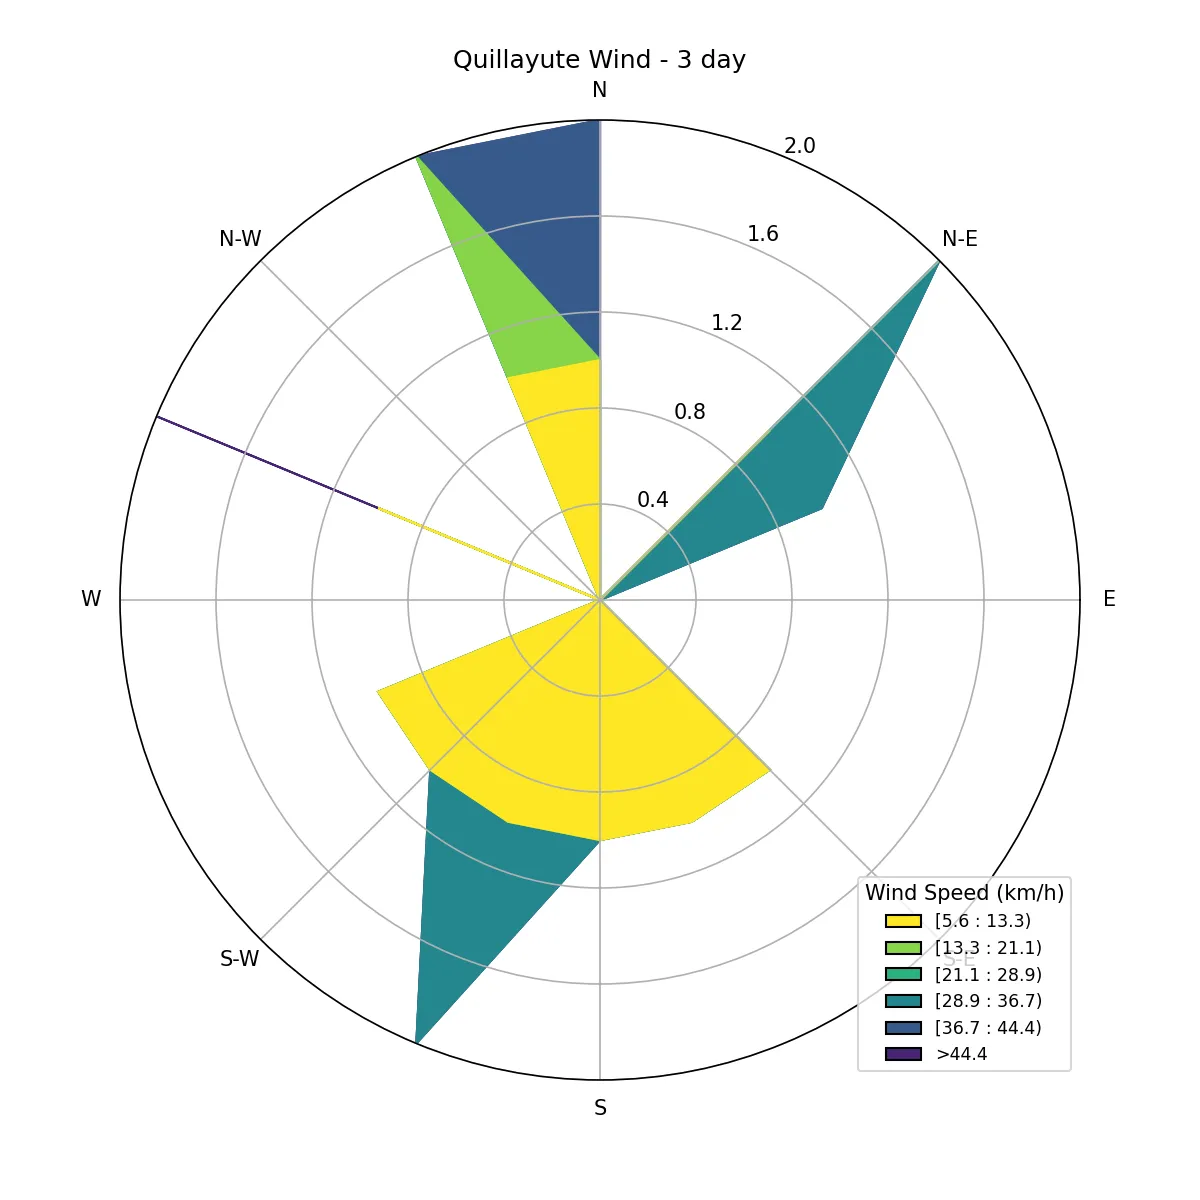 Quillayute Wind - 3 day
N
2.0
N-W
1.6
N-E
1.2
0.8
0.4
W
E
Wind Speed (km/h)
[5.6 : 13.3)
[13.3 : 21.1)
S-W
S-E
[21.1 : 28.9)
[28.9 : 36.7)
[36.7 : 44.4)
>44.4
S